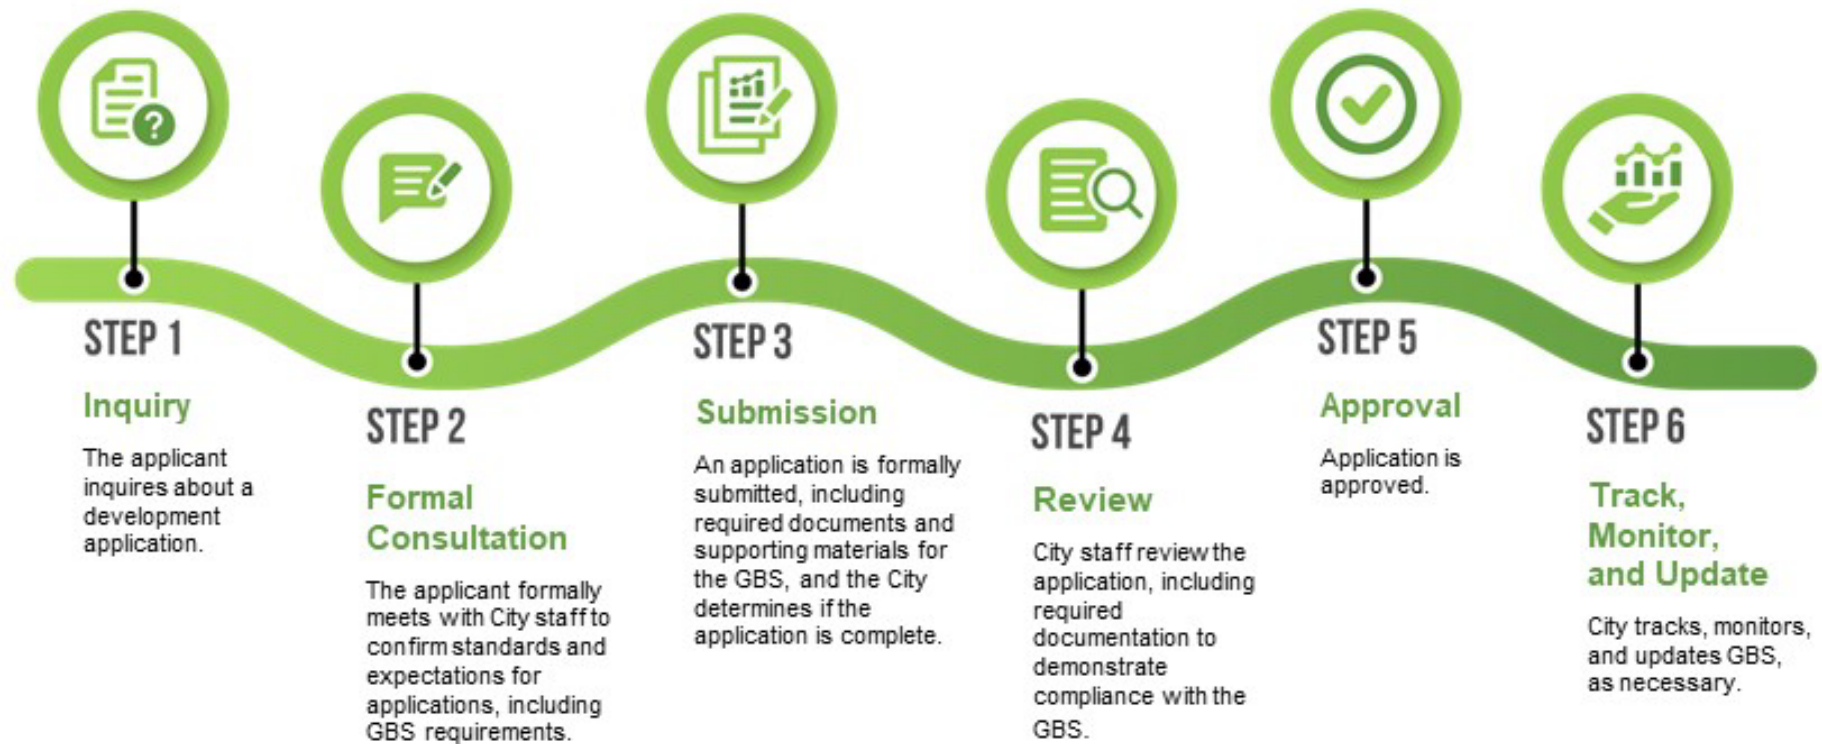 STEP 1
Inquiry
The applicant
inquires about a
development
application.
STEP 2
Formal
Consultation
The applicant formally
meets with City staff to
confirm standards and
expectations for
applications, including
GBS requirements.
STEP 3
Submission
An application is formally
submitted, including
required documents and
supporting materials for
the GBS, and the City
determines if the
application is complete.
STEP 4
Review
City staff review the
application, including
required
documentation to
demonstrate
compliance with the
GBS.
STEP 5
Approval
Application is
approved.
STEP 6
Track,
Monitor,
and Update
City tracks, monitors,
and updates GBS,
as necessary.